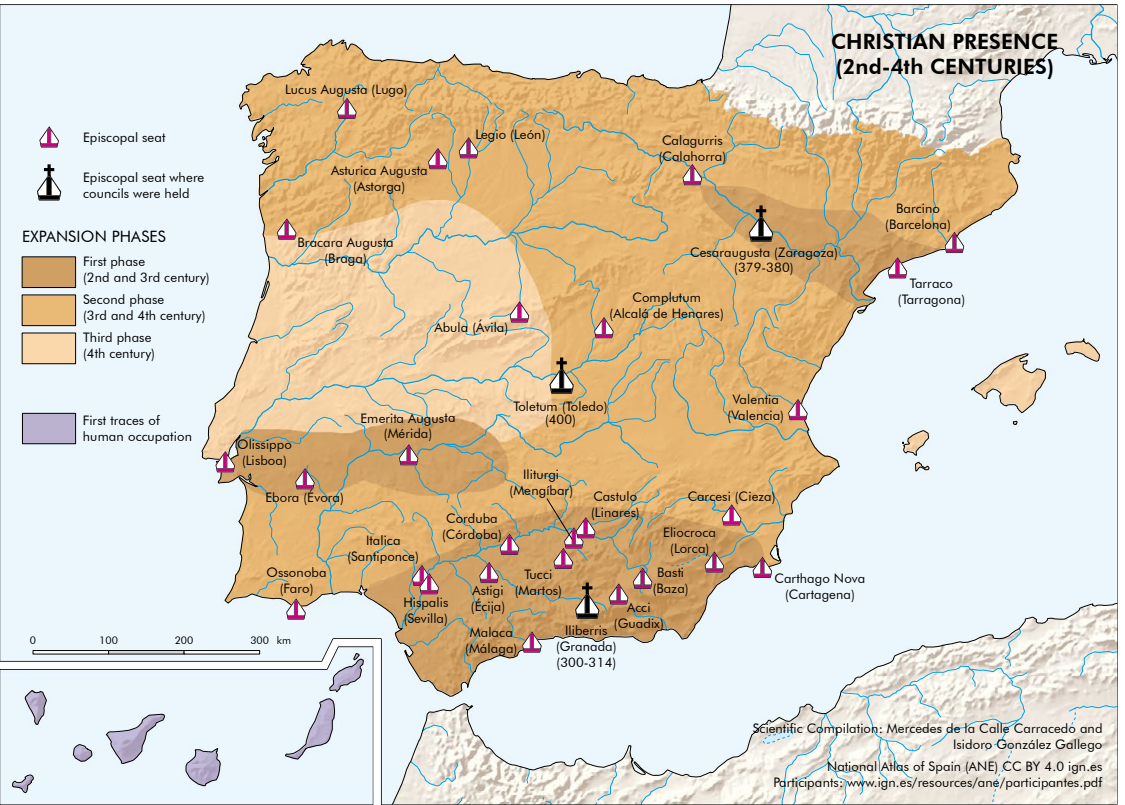 CHRISTIAN PRESENCE
(2nd-4th CENTURIES)
Episcopal seat
Episcopal seat where
councils were held
EXPANSION PHASES
First phase
(2nd and 3rd century)
Second phase
(3rd and 4th century)
Third phase
(4th century)
First traces of
human occupation
Lucus Augusta (Lugo)
Legio (León)
Asturica Augusta
(Astorga)
Calagurris
(Calahorra)
Bracara Augusta
(Braga)
Cesaraugusta (Zaragoza)
(379-380)
Barcino
(Barcelona)
Tarraco
(Tarragona)
Abula (Ávila)
Complutum
(Alcalá de Henares)
Toletum (Toledo)
(400)
Valentia
(Valencia)
Emerita Augusta
(Mérida)
Olissippo
(Lisboa)
Ebora (Évora)
Iliturgi
(Mengíbar)
Castulo
(Linares)
Carcesi (Cieza)
Corduba
(Córdoba)
Eliocroca
(Lorca)
Italica
(Santiponce)
Ossonoba
(Faro)
Hispalis
(Sevilla)
Astigi
(Écija)
Tucci
(Martos)
Basti
(Baza)
Acci
(Guadix)
Carthago Nova
(Cartagena)
Malaca
(Málaga)
Iliberris
(Granada)
(300-314)
0 100 200 300 km
Scientific Compilation: Mercedes de la Calle Carracedo and
Isidoro González Gallego
National Atlas of Spain (ANE) CC BY 4.0 ign.es
Participants: www.ign.es/resources/ane/participantes.pdf